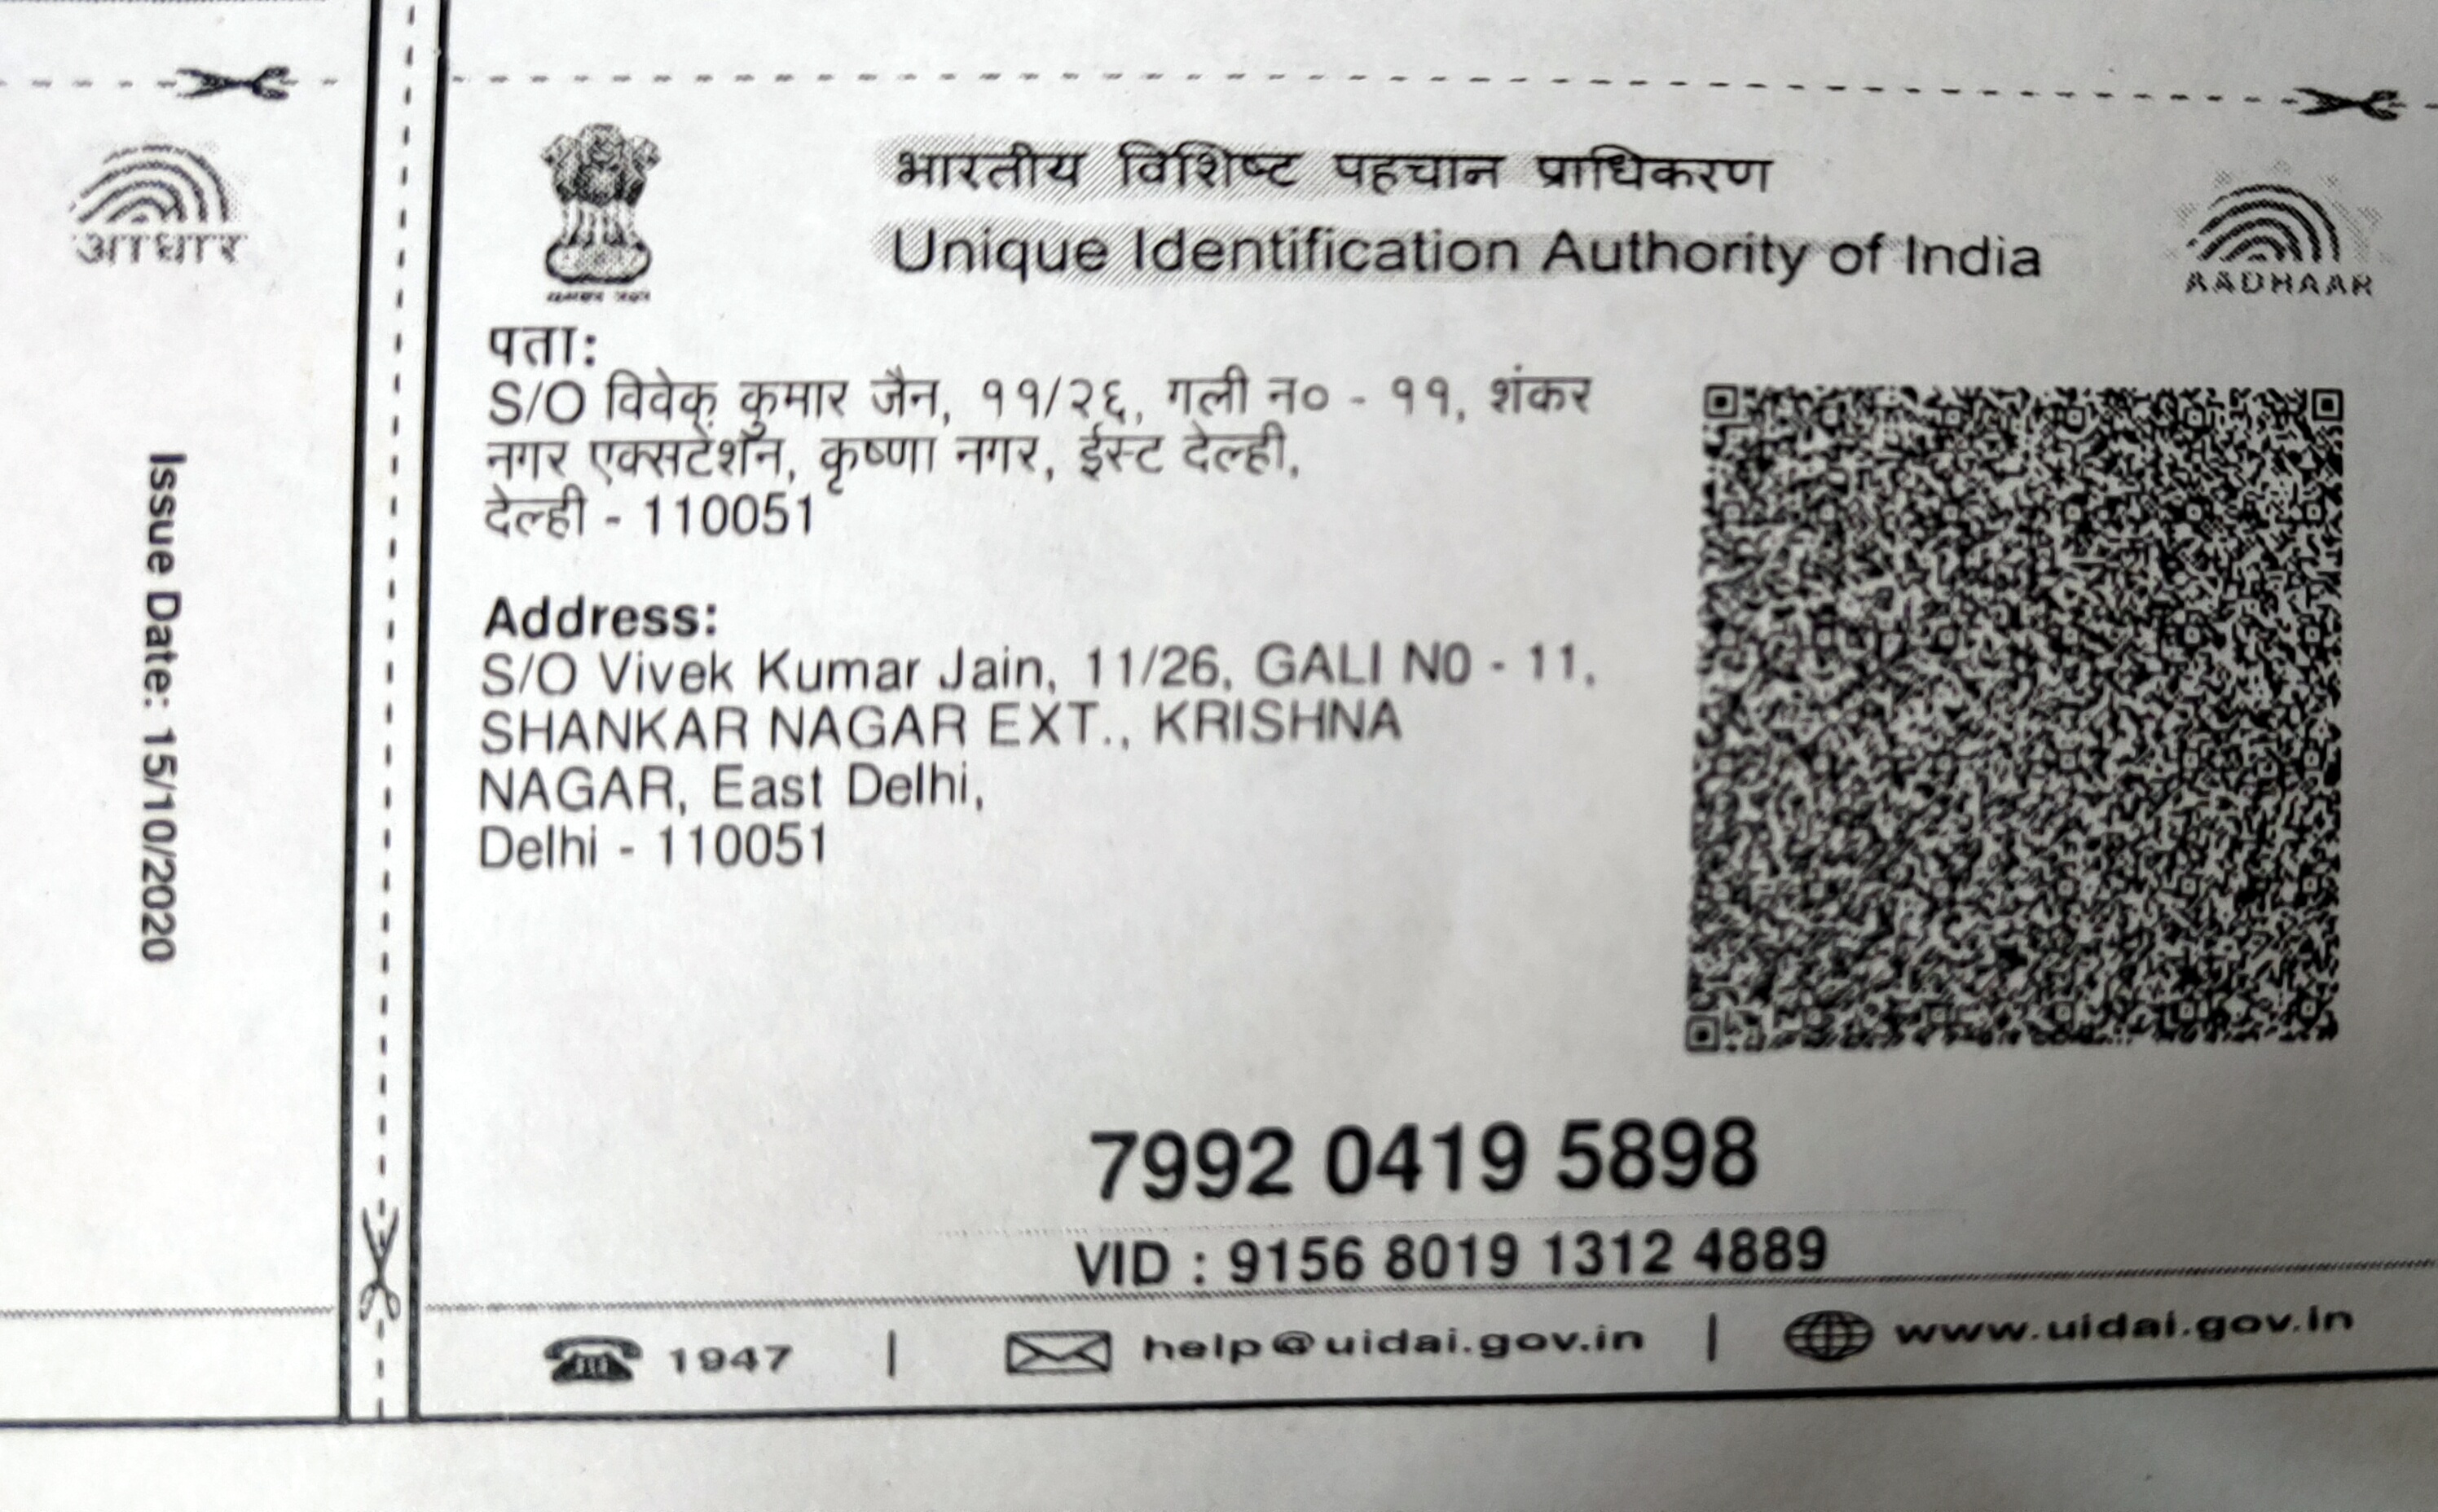 आधार
Issue Date: 15/10/2020
भारतीय विशिष्ट पहचान प्राधिकरण
Unique Identification Authority of India
AADHAAR
पता:
S/O विवेक कुमार जैन, ११/२६, गली न० - ११, शंकर
नगर एक्सटेंशन, कृष्णा नगर, ईस्ट देल्ही,
देल्ही - 110051
Address:
S/O Vivek Kumar Jain, 11/26, GALI N0 - 11,
SHANKAR NAGAR EXT., KRISHNA
NAGAR, East Delhi,
Delhi - 110051
7992 0419 5898
VID : 9156 8019 1312 4889
1947 | help@uidai.gov.in | www.uidai.gov.in